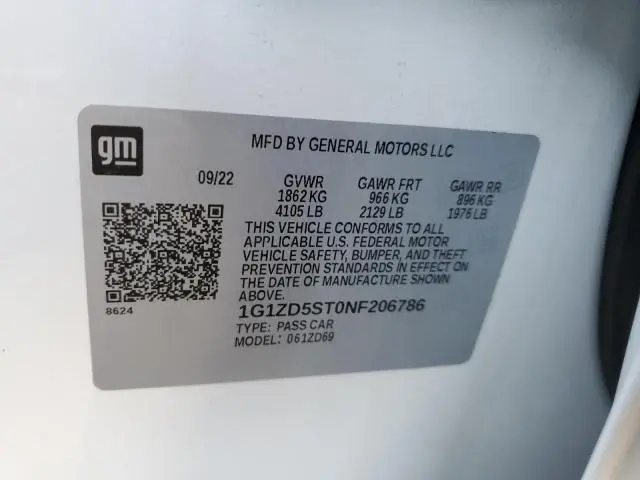 gm
MFD BY GENERAL MOTORS LLC
09/22 GVWR GAWR FRT GAWR RR
1862 KG 966 KG 896 KG
4105 LB 2129 LB 1976 LB
THIS VEHICLE CONFORMS TO ALL
APPLICABLE U.S. FEDERAL MOTOR
VEHICLE SAFETY, BUMPER, AND THEFT
PREVENTION STANDARDS IN EFFECT ON
THE DATE OF MANUFACTURE SHOWN
ABOVE.
8624
1G1ZD5ST0NF206786
TYPE: PASS CAR
MODEL: 061ZD69